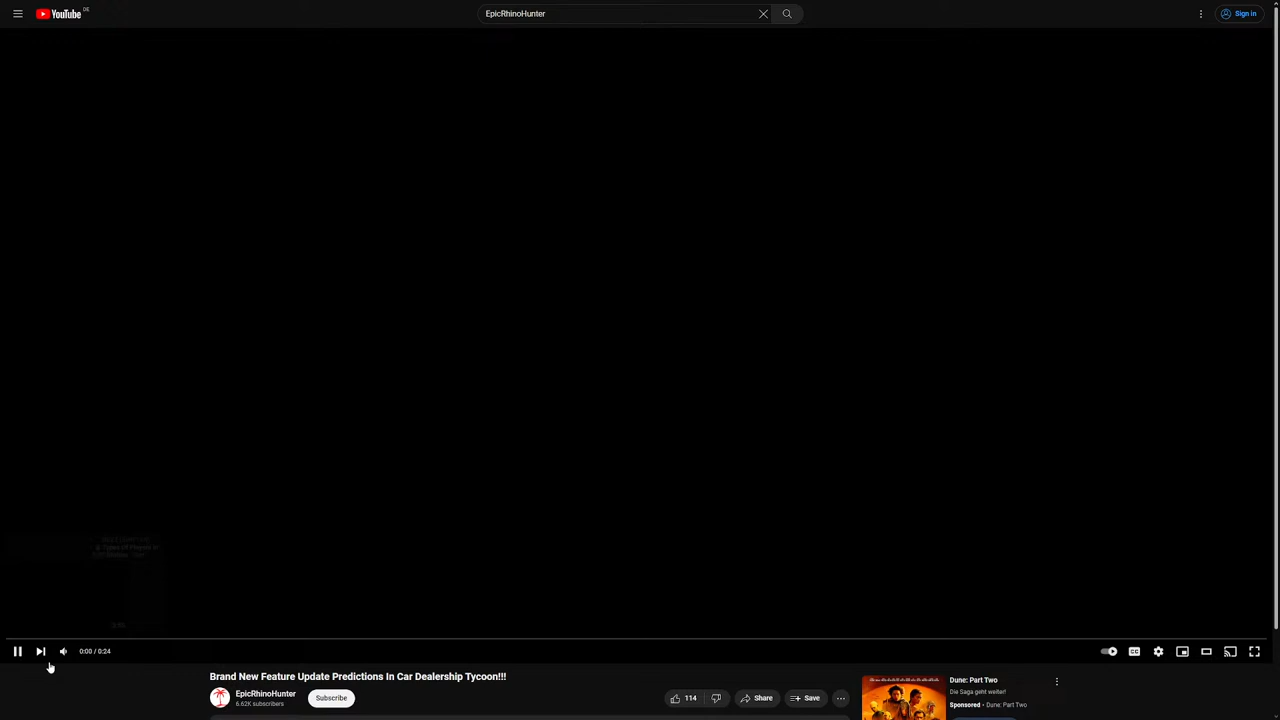 YouTube DE
EpicRhinoHunter
Sign in
0:00 / 0:24
Brand New Feature Update Predictions In Car Dealership Tycoon!!!
EpicRhinoHunter
6.62K subscribers
Subscribe
114
Share
Save
Dune: Part Two
Die Saga geht weiter!
Sponsored • Dune: Part Two